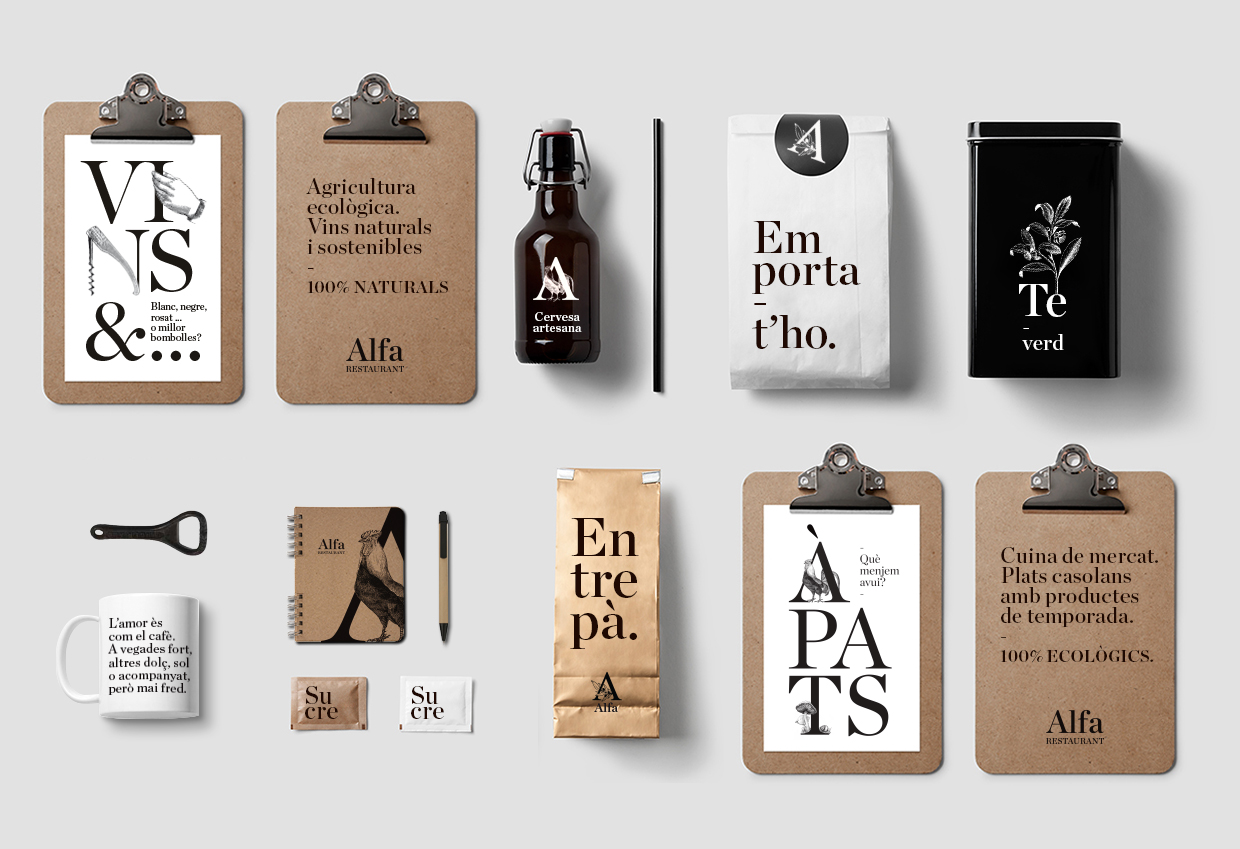 VI
NS
&...
Blanc, negre,
rosat ...
o millor
bombolles?
Agricultura
ecològica.
Vins naturals
i sostenibles
-
100% NATURALS
Alfa
RESTAURANT
A
Cervesa
artesana
A
Em
porta
-
t’ho.
Te
-
verd
L’amor ès
com el cafè.
A vegades fort,
altres dolç, sol
o acompanyat,
però mai fred.
Alfa
RESTAURANT
A
Su
cre
Su
cre
En
tre
pà.
A
Alfa
À
PA
TS
-
Què
menjem
avui?
-
Cuina de mercat.
Plats casolans
amb productes
de temporada.
-
100% ECOLÒGICS.
Alfa
RESTAURANT